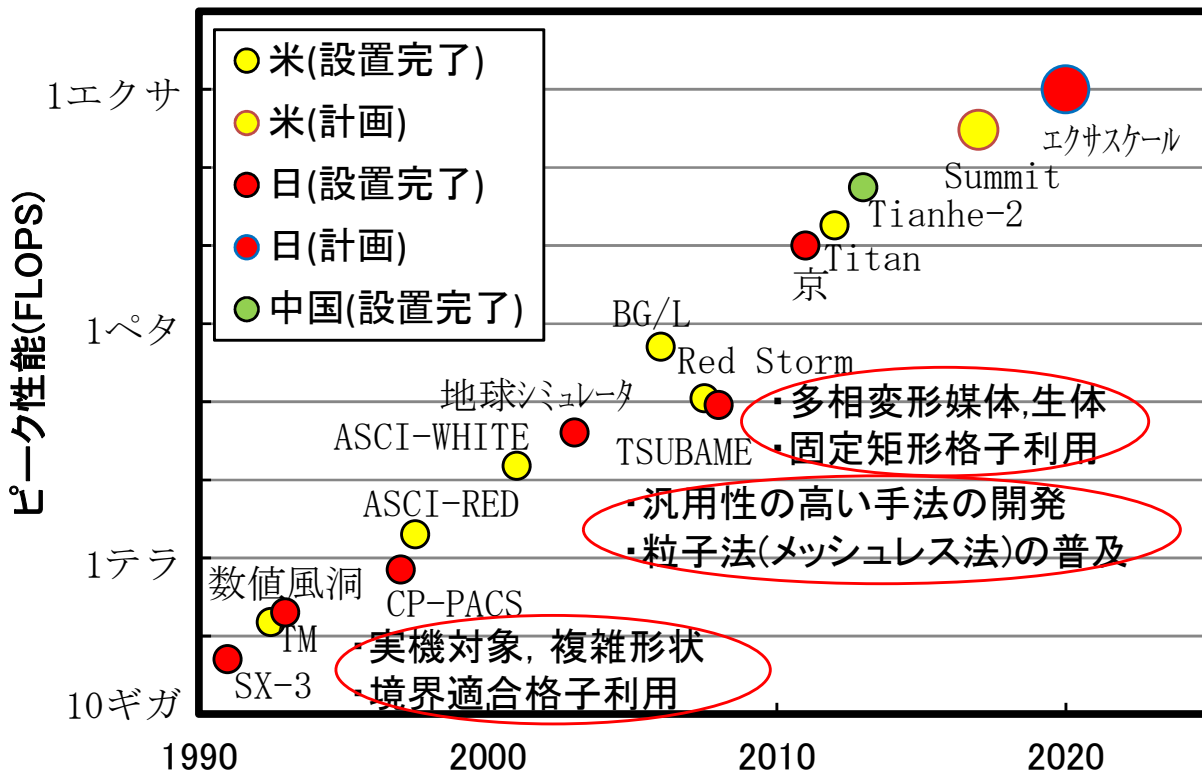 米(設置完了)
米(計画)
日(設置完了)
日(計画)
中国(設置完了)
ピーク性能(FLOPS)
1エクサ
1ペタ
1テラ
10ギガ
エクサスケール
Summit
Tianhe-2
Titan
京
BG/L
Red Storm
地球シミュレータ
TSUBAME
ASCI-WHITE
ASCI-RED
数値風洞
CP-PACS
TM
SX-3
・多相変形媒体,生体
・固定矩形格子利用
・汎用性の高い手法の開発
・粒子法(メッシュレス法)の普及
・実機対象, 複雑形状
・境界適合格子利用
1990 2000 2010 2020